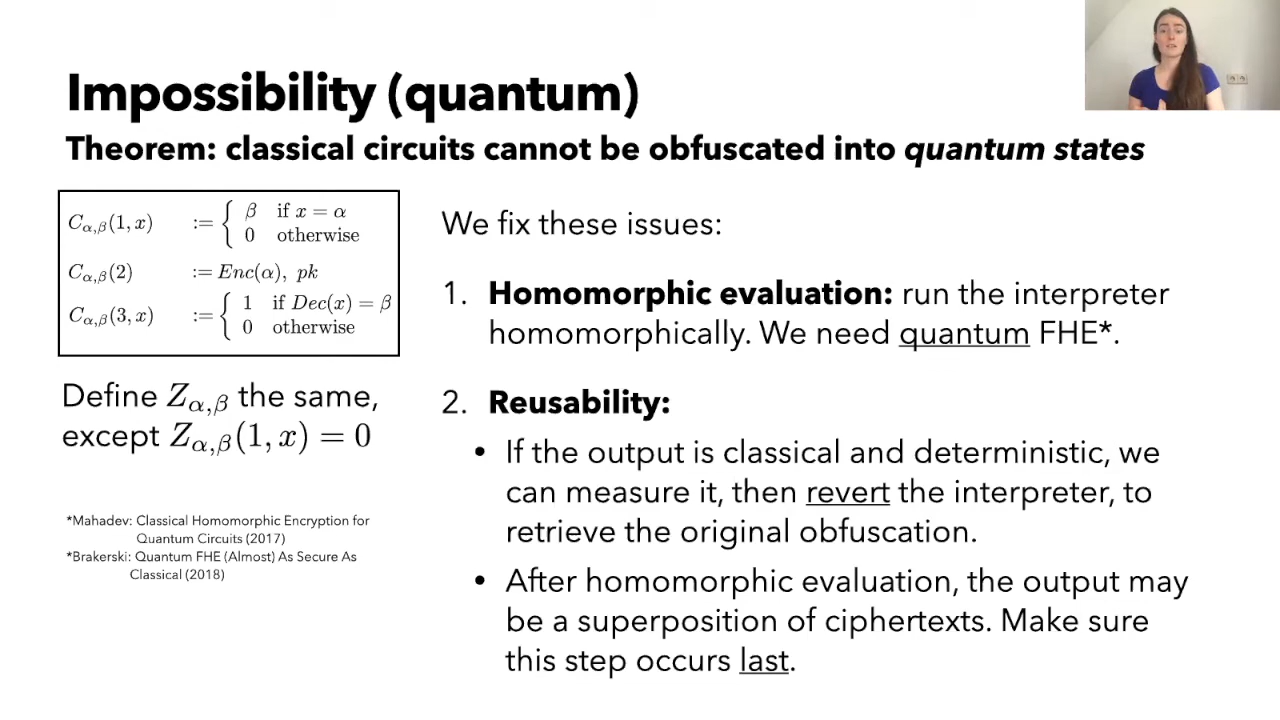 Impossibility (quantum)
Theorem: classical circuits cannot be obfuscated into quantum states
C_{α,β}(1, x) := { β if x = α
0 otherwise
C_{α,β}(2) := Enc(α), pk
C_{α,β}(3, x) := { 1 if Dec(x) = β
0 otherwise
Define Z_{α,β} the same,
except Z_{α,β}(1, x) = 0
*Mahadev: Classical Homomorphic Encryption for
Quantum Circuits (2017)
*Brakerski: Quantum FHE (Almost) As Secure As
Classical (2018)
We fix these issues:
1. Homomorphic evaluation: run the interpreter
homomorphically. We need quantum FHE*.
2. Reusability:
• If the output is classical and deterministic, we
can measure it, then revert the interpreter, to
retrieve the original obfuscation.
• After homomorphic evaluation, the output may
be a superposition of ciphertexts. Make sure
this step occurs last.